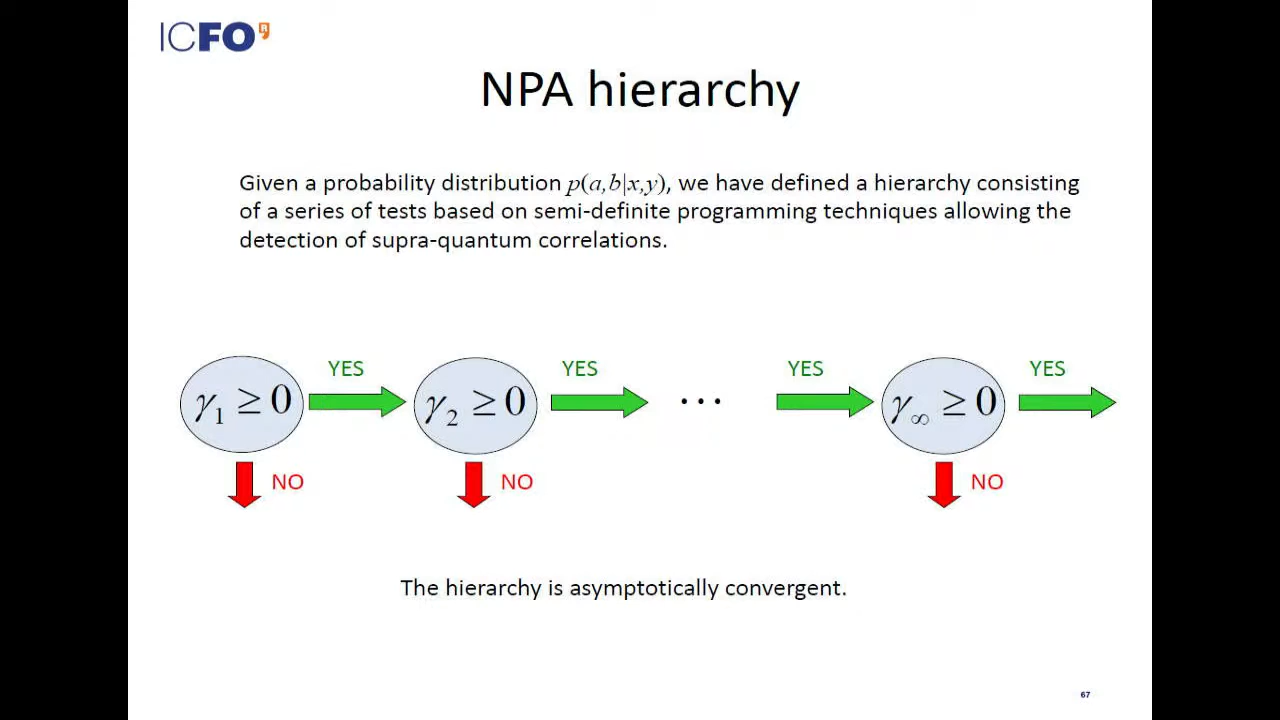 ICFO R
NPA hierarchy
Given a probability distribution p(a,b|x,y), we have defined a hierarchy consisting
of a series of tests based on semi-definite programming techniques allowing the
detection of supra-quantum correlations.
YES YES YES YES
γ₁ ≥ 0 γ₂ ≥ 0 ··· γ∞ ≥ 0
NO NO NO
The hierarchy is asymptotically convergent.
67